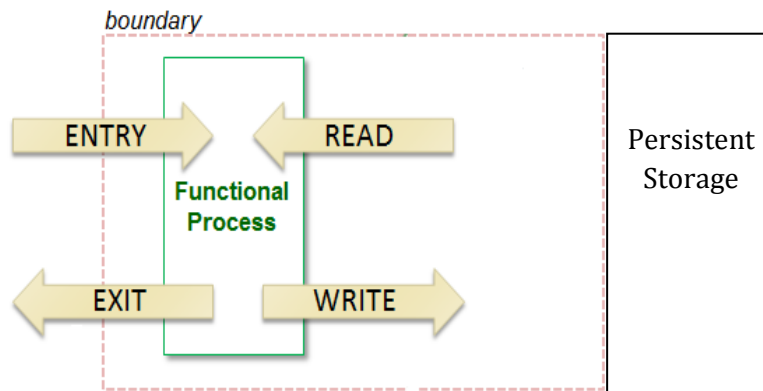 boundary
ENTRY
READ
Persistent
Storage
Functional
Process
EXIT
WRITE